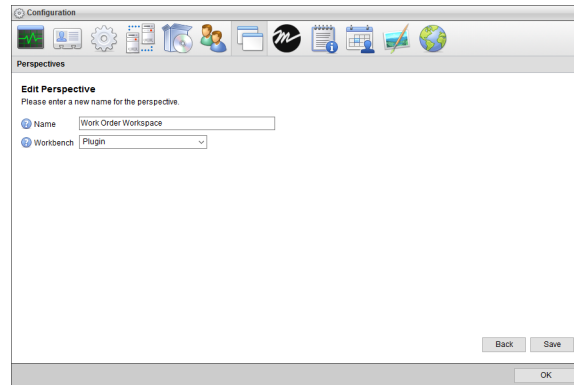 Configuration
Perspectives
Edit Perspective
Please enter a new name for the perspective.
Name
Work Order Workspace
Workbench
Plugin
Back
Save
OK